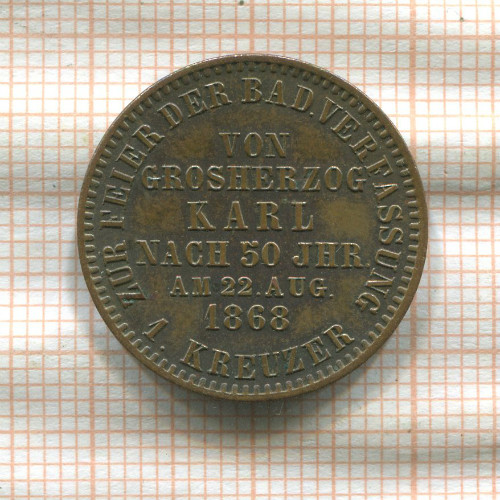 ZUR FEIER DER BAD VERFASSUNG
VON
GROSHERZOG
KARL
NACH 50 JHR.
AM 22. AUG.
1868
1. KREUZER